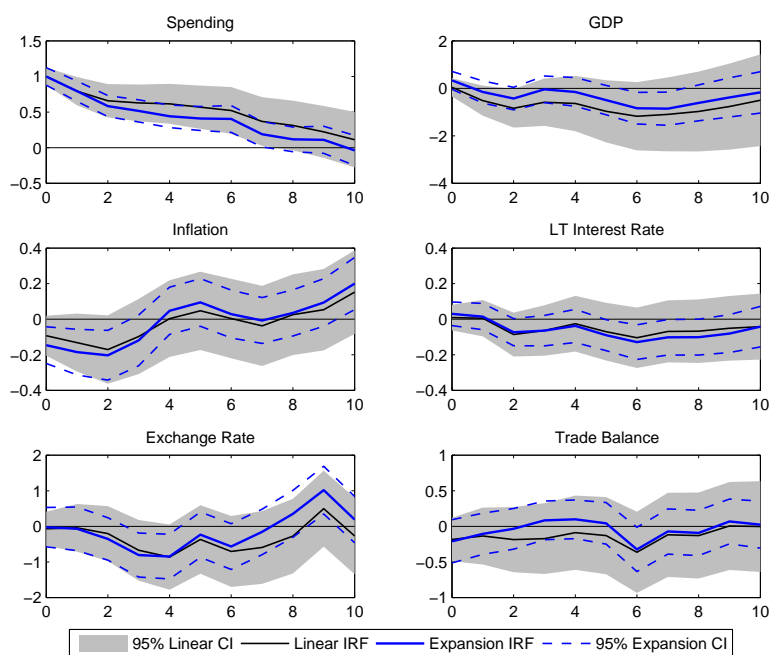 Spending
1.5
1
0.5
0
−0.5
0 2 4 6 8 10
GDP
2
0
−2
−4
0 2 4 6 8 10
Inflation
0.4
0.2
0
−0.2
−0.4
0 2 4 6 8 10
LT Interest Rate
0.4
0.2
0
−0.2
−0.4
0 2 4 6 8 10
Exchange Rate
2
1
0
−1
−2
0 2 4 6 8 10
Trade Balance
1
0.5
0
−0.5
−1
0 2 4 6 8 10
95% Linear CI Linear IRF Expansion IRF 95% Expansion CI